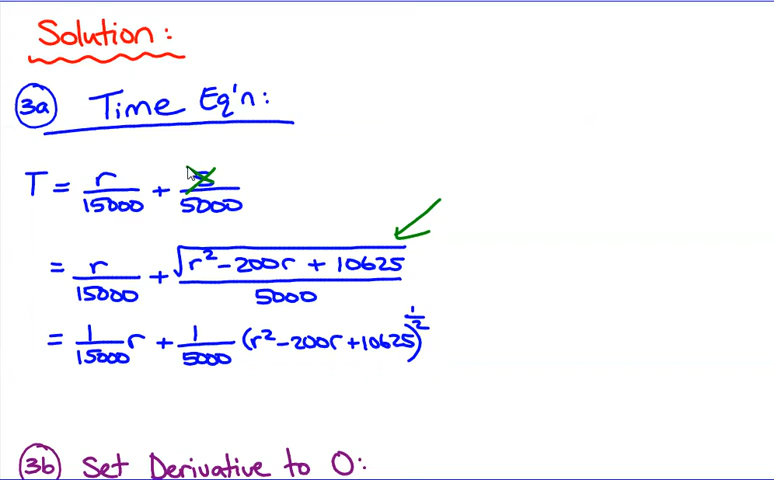 Solution:
3a Time Eq'n:
T = r/15000 + s/5000
= r/15000 + √(r² - 200r + 10625)/5000
= 1/15000 r + 1/5000 (r² - 200r + 10625)^1/2
3b Set Derivative to 0: